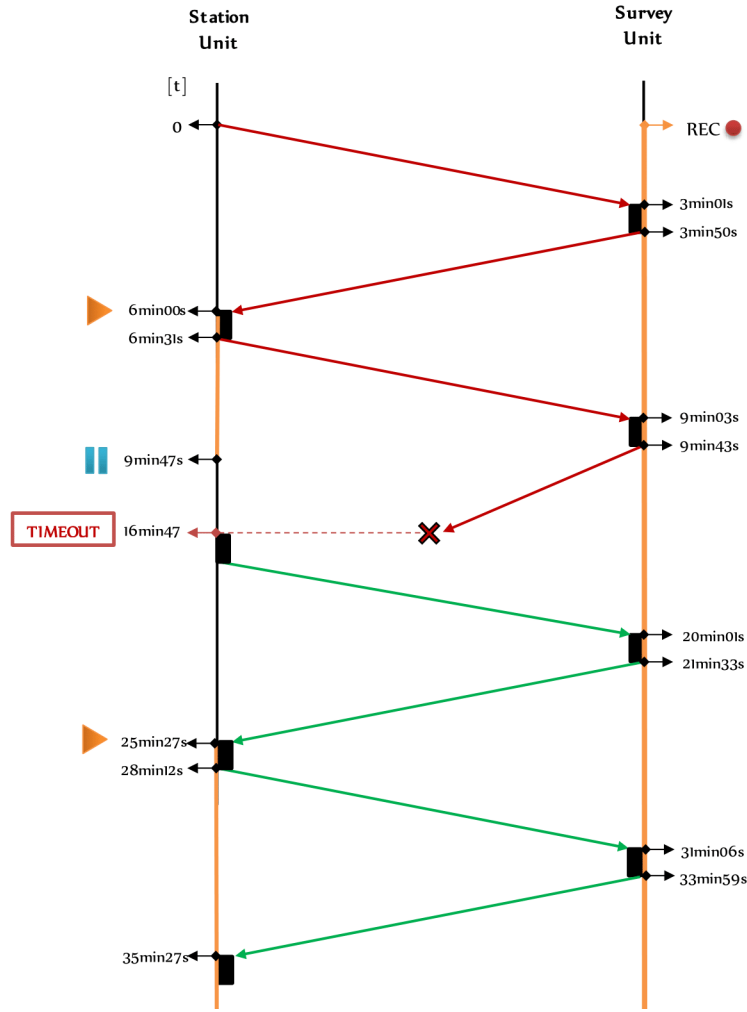 Station
Unit
Survey
Unit
[t]
0
REC
3min01s
3min50s
6min00s
6min31s
9min03s
9min43s
9min47s
TIMEOUT
16min47
20min01s
21min33s
25min27s
28min12s
31min06s
33min59s
35min27s